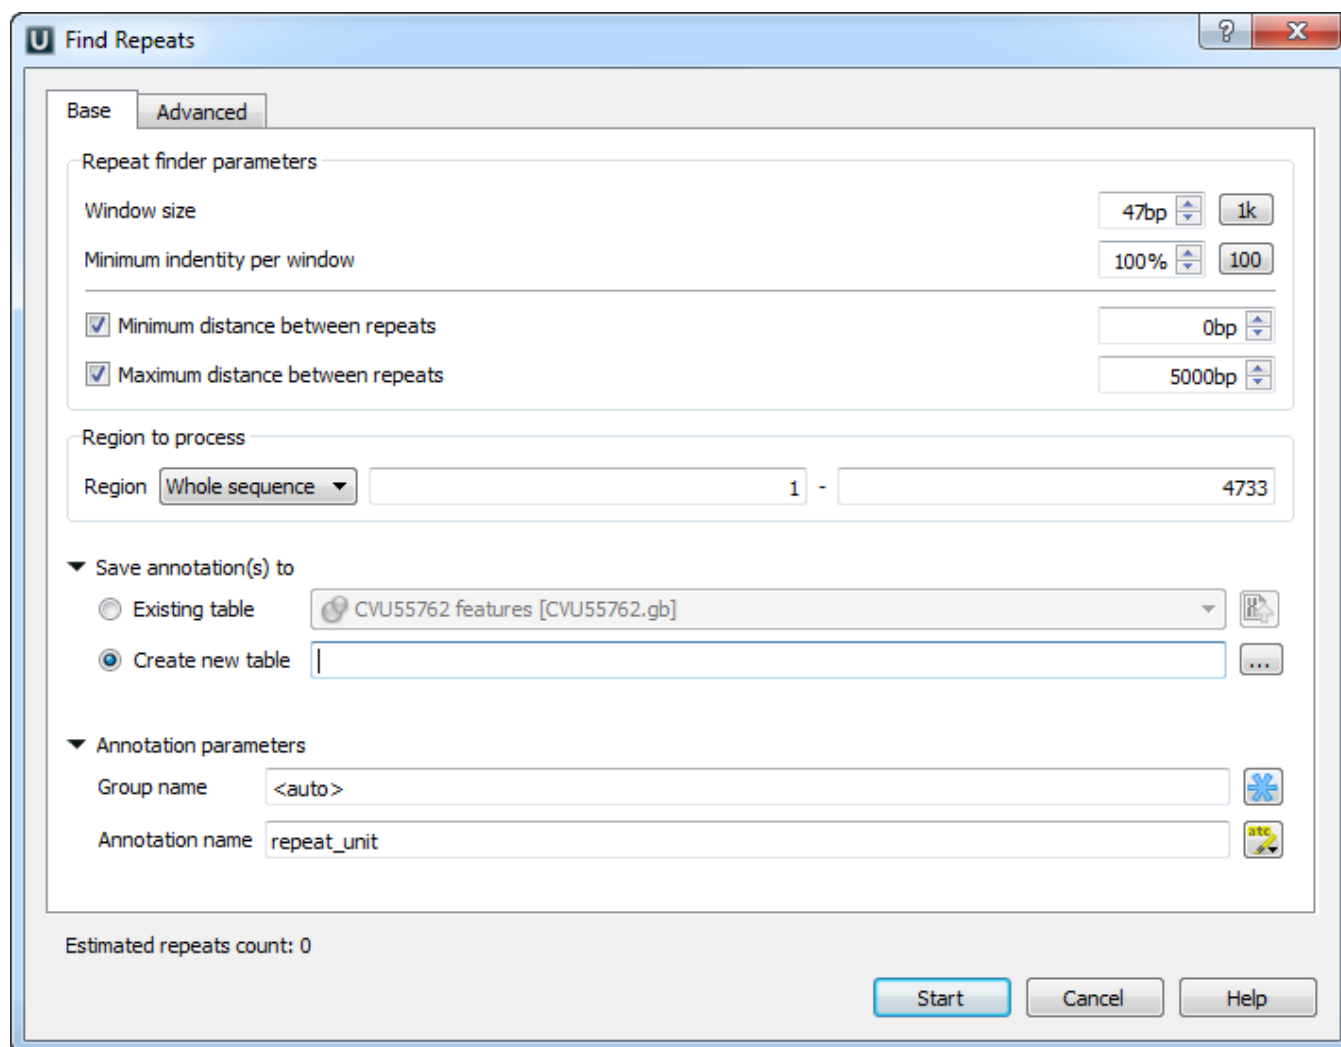 U Find Repeats ? x
Base Advanced
Repeat finder parameters
Window size 47bp 1k
Minimum indentity per window 100% 100
Minimum distance between repeats 0bp
Maximum distance between repeats 5000bp
Region to process
Region Whole sequence 1 - 4733
Save annotation(s) to
Existing table CVU55762 features [CVU55762.gb]
Create new table ...
Annotation parameters
Group name <auto>
Annotation name repeat_unit atc
Estimated repeats count: 0
Start Cancel Help